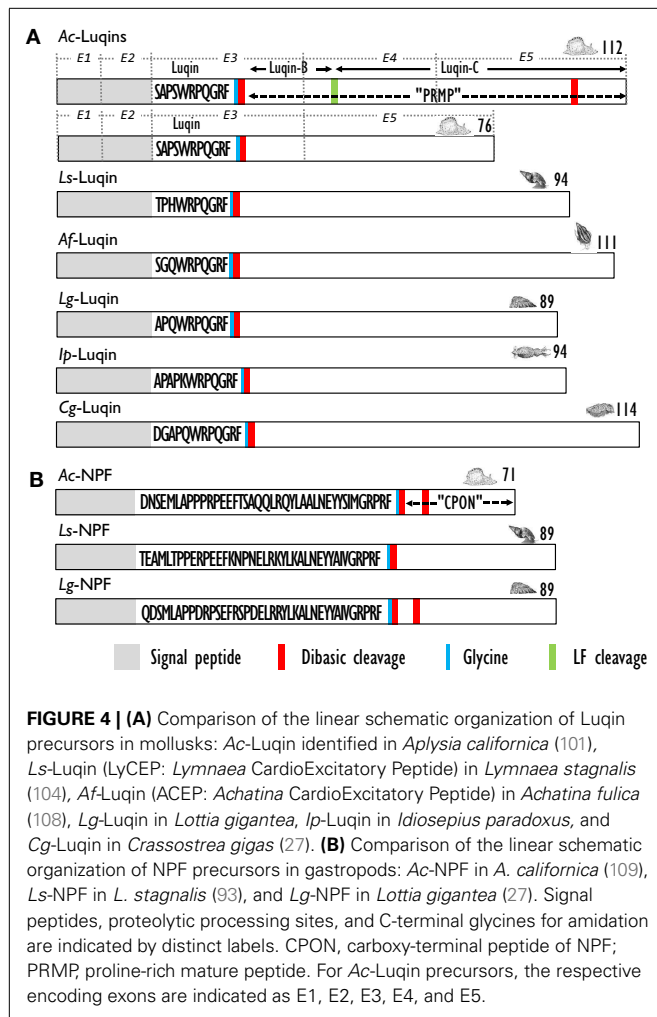 A
Ac-Luqins
112
E1 E2 E3 E4 E5
Luqin Luqin-B Luqin-C
SAPSWRPQGRF "PRMP"
E1 E2 E3 E5 76
Luqin
SAPSWRPQGRF
Ls-Luqin 94
TPHWRPQGRF
Af-Luqin 111
SGQWRPQGRF
Lg-Luqin 89
APQWRPQGRF
Ip-Luqin 94
APAPKWRPQGRF
Cg-Luqin 114
DGAPQWRPQGRF
B
Ac-NPF 71
DNSEMLAPPPRPEEFTSAQQLRQYLAALNEYYSIMGRPRF "CPON"
Ls-NPF 89
TEAMLTPPERPEEFKNPNELRKYLKALNEYYAIVGRPRF
Lg-NPF 89
QDSMLAPPDRPSEFRSPDELRRYLKALNEYYAIVGRPRF
Signal peptide Dibasic cleavage Glycine LF cleavage
FIGURE 4 | (A) Comparison of the linear schematic organization of Luqin
precursors in mollusks: Ac-Luqin identified in Aplysia californica (101),
Ls-Luqin (LyCEP: Lymnaea CardioExcitatory Peptide) in Lymnaea stagnalis
(104), Af-Luqin (ACEP: Achatina CardioExcitatory Peptide) in Achatina fulica
(108), Lg-Luqin in Lottia gigantea, Ip-Luqin in Idiosepius paradoxus, and
Cg-Luqin in Crassostrea gigas (27). (B) Comparison of the linear schematic
organization of NPF precursors in gastropods: Ac-NPF in A. californica (109),
Ls-NPF in L. stagnalis (93), and Lg-NPF in Lottia gigantea (27). Signal
peptides, proteolytic processing sites, and C-terminal glycines for amidation
are indicated by distinct labels. CPON, carboxy-terminal peptide of NPF;
PRMP, proline-rich mature peptide. For Ac-Luqin precursors, the respective
encoding exons are indicated as E1, E2, E3, E4, and E5.